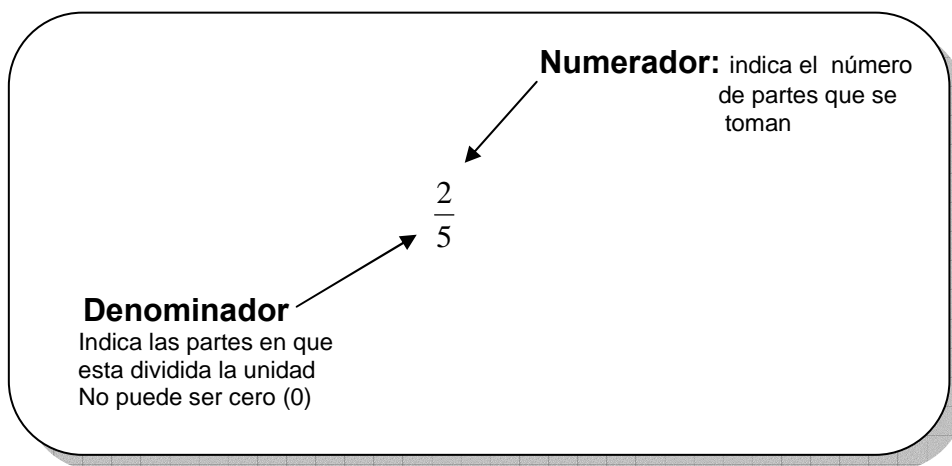 Numerador: indica el número
de partes que se
toman
2
5
Denominador
Indica las partes en que
esta dividida la unidad
No puede ser cero (0)